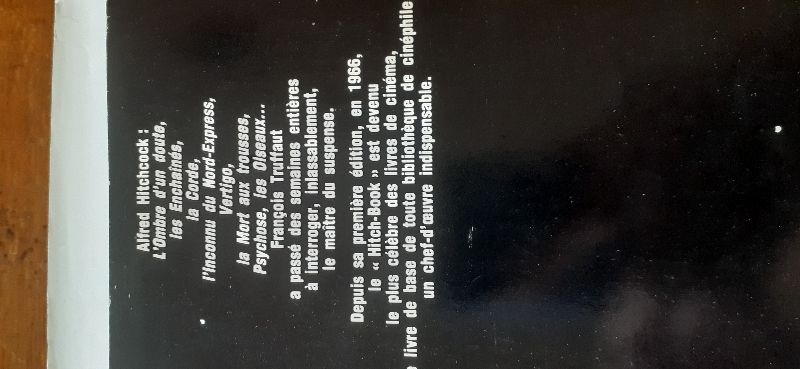 Alfred Hitchcock :
L'Ombre d'un doute,
les Enchaînés,
la Corde,
l'Inconnu du Nord-Express,
Vertigo,
la Mort aux trousses,
Psychose, les Oiseaux...
François Truffaut
a passé des semaines entières
à interroger, inlassablement,
le maître du suspense.
Depuis sa première édition, en 1966,
le « Hitch-Book » est devenu
le plus célèbre des livres de cinéma,
livre de base de toute bibliothèque de cinéphile
un chef-d'œuvre indispensable.